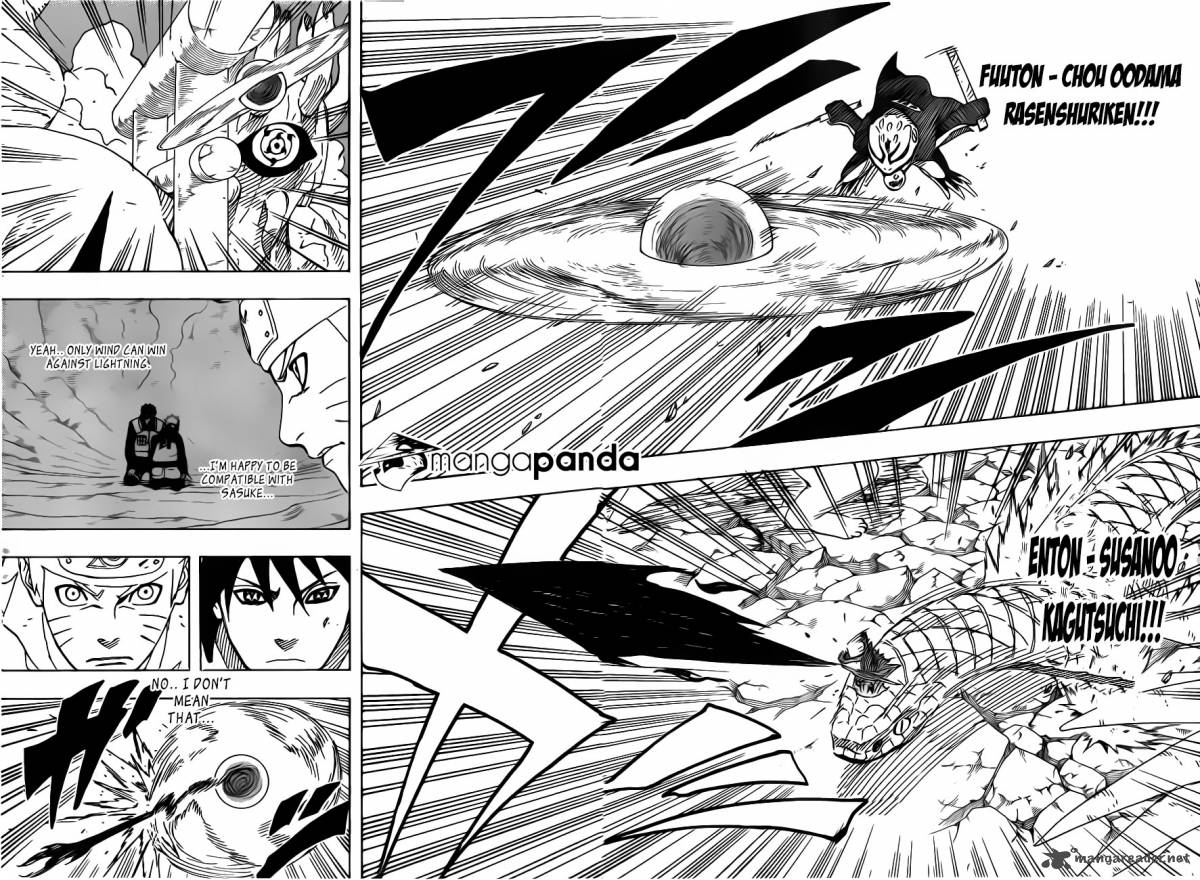 FUUTON - CHOU OODAMA
RASENSHURIKEN!!!
ENTON - SUSANOO
KAGUTSUCHI!!!
YEAH.. ONLY WIND CAN WIN
AGAINST LIGHTNING.
...I'M HAPPY TO BE
COMPATIBLE WITH
SASUKE...
NO.. I DON'T
MEAN
THAT...
mangapanda
mangareader.net